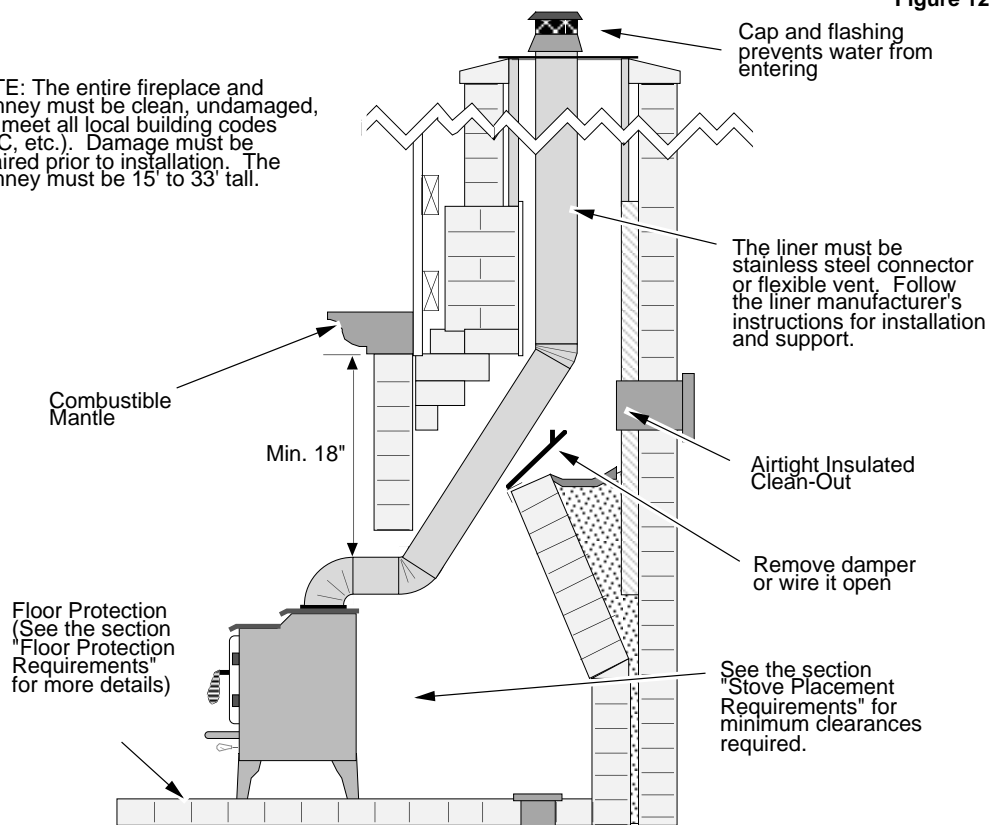 Figure 12
Cap and flashing
prevents water from
entering
TE: The entire fireplace and
ney must be clean, undamaged,
meet all local building codes
C, etc.). Damage must be
aired prior to installation. The
ney must be 15' to 33' tall.
The liner must be
stainless steel connector
or flexible vent. Follow
the liner manufacturer's
instructions for installation
and support.
Combustible
Mantle
Min. 18"
Airtight Insulated
Clean-Out
Remove damper
or wire it open
Floor Protection
(See the section
"Floor Protection
Requirements"
for more details)
See the section
"Stove Placement
Requirements" for
minimum clearances
required.